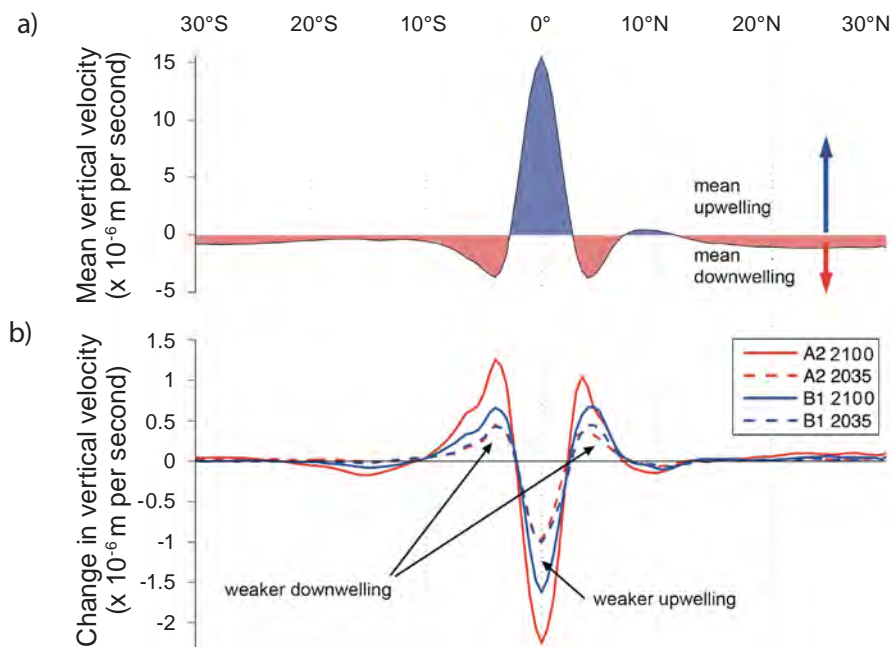 a)
30°S 20°S 10°S 0° 10°N 20°N 30°N
Mean vertical velocity
(x 10⁻⁶ m per second)
15
10
5
0
-5
mean
upwelling
mean
downwelling
b)
Change in vertical velocity
(x 10⁻⁶ m per second)
1.5
1
0.5
0
-0.5
-1
-1.5
-2
A2 2100
A2 2035
B1 2100
B1 2035
weaker downwelling
weaker upwelling